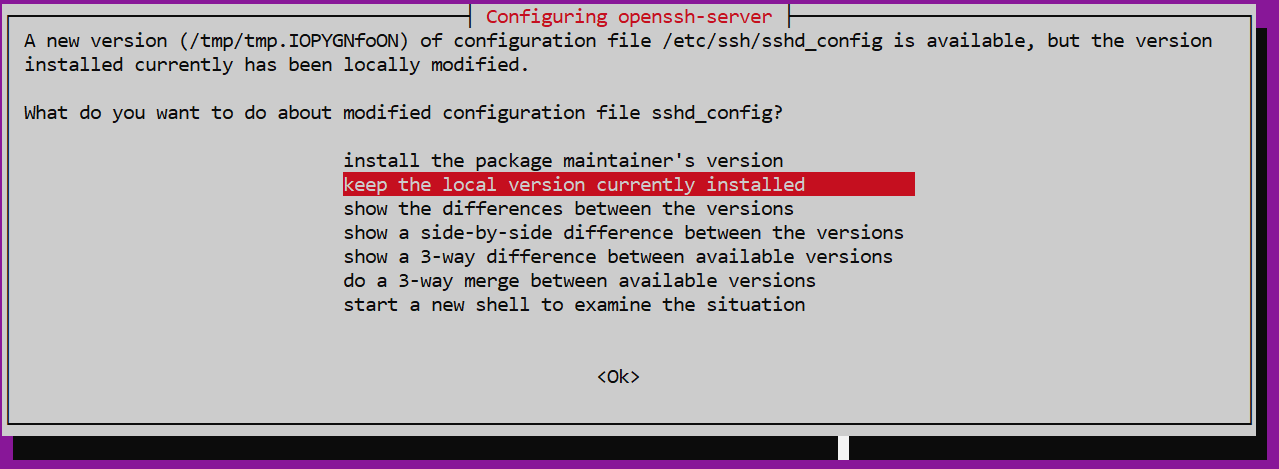 Configuring openssh-server
A new version (/tmp/tmp.IOPYGNfoON) of configuration file /etc/ssh/sshd_config is available, but the version
installed currently has been locally modified.
What do you want to do about modified configuration file sshd_config?
install the package maintainer's version
keep the local version currently installed
show the differences between the versions
show a side-by-side difference between the versions
show a 3-way difference between available versions
do a 3-way merge between available versions
start a new shell to examine the situation
<Ok>